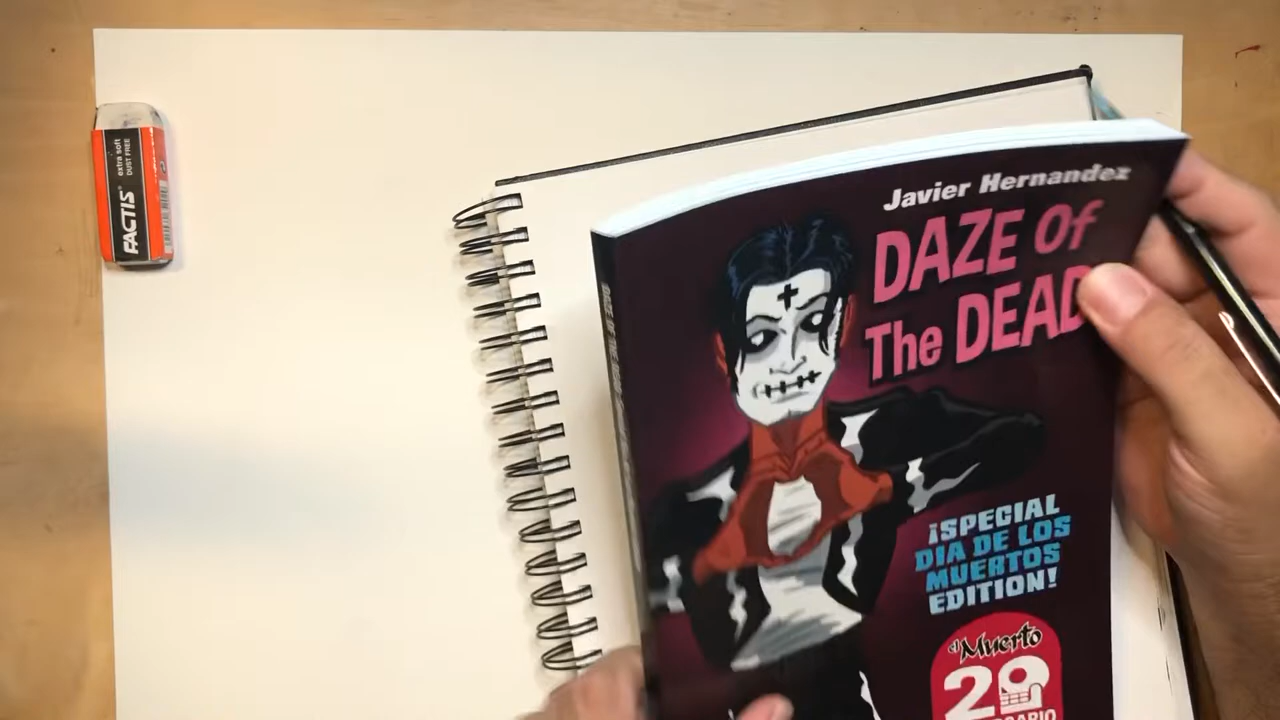 extra soft
DUST FREE
FACTIS®
Javier Hernandez
DAZE Of
The DEAD
¡SPECIAL
DIA DE LOS
MUERTOS
EDITION!
el Muerto
20